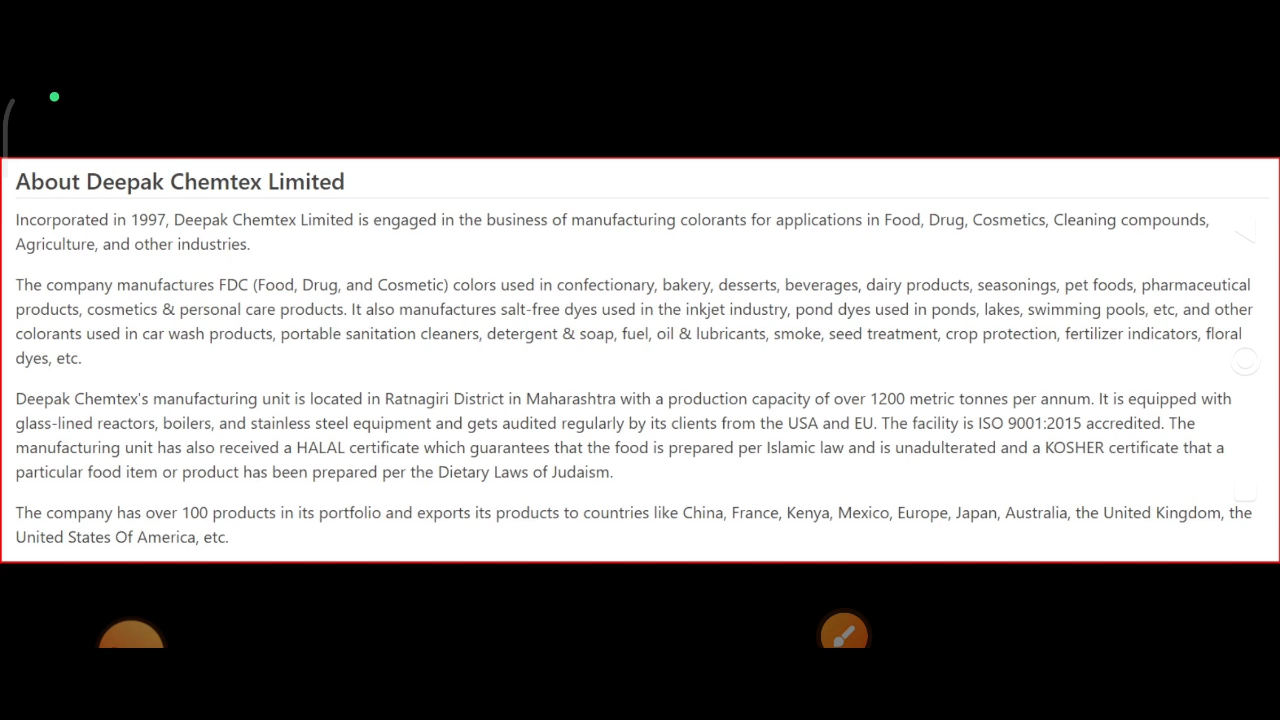 About Deepak Chemtex Limited
Incorporated in 1997, Deepak Chemtex Limited is engaged in the business of manufacturing colorants for applications in Food, Drug, Cosmetics, Cleaning compounds,
Agriculture, and other industries.
The company manufactures FDC (Food, Drug, and Cosmetic) colors used in confectionary, bakery, desserts, beverages, dairy products, seasonings, pet foods, pharmaceutical
products, cosmetics & personal care products. It also manufactures salt-free dyes used in the inkjet industry, pond dyes used in ponds, lakes, swimming pools, etc, and other
colorants used in car wash products, portable sanitation cleaners, detergent & soap, fuel, oil & lubricants, smoke, seed treatment, crop protection, fertilizer indicators, floral
dyes, etc.
Deepak Chemtex's manufacturing unit is located in Ratnagiri District in Maharashtra with a production capacity of over 1200 metric tonnes per annum. It is equipped with
glass-lined reactors, boilers, and stainless steel equipment and gets audited regularly by its clients from the USA and EU. The facility is ISO 9001:2015 accredited. The
manufacturing unit has also received a HALAL certificate which guarantees that the food is prepared per Islamic law and is unadulterated and a KOSHER certificate that a
particular food item or product has been prepared per the Dietary Laws of Judaism.
The company has over 100 products in its portfolio and exports its products to countries like China, France, Kenya, Mexico, Europe, Japan, Australia, the United Kingdom, the
United States Of America, etc.